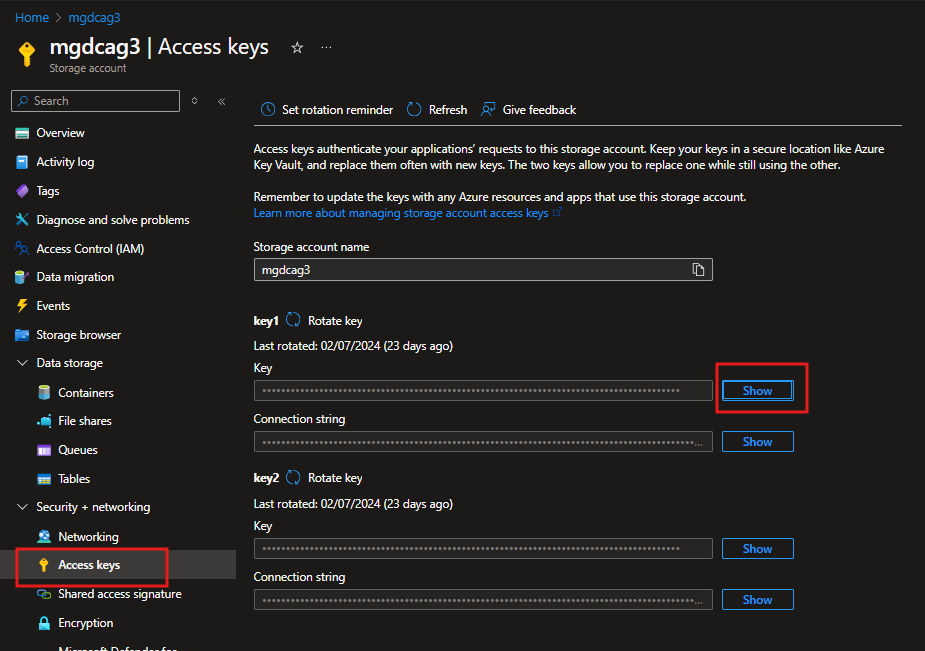 Home > mgdcag3
mgdcag3 | Access keys
Storage account
Search
Overview
Activity log
Tags
Diagnose and solve problems
Access Control (IAM)
Data migration
Events
Storage browser
Data storage
Containers
File shares
Queues
Tables
Security + networking
Networking
Access keys
Shared access signature
Encryption
Microsoft Defender for
Set rotation reminder Refresh Give feedback
Access keys authenticate your applications' requests to this storage account. Keep your keys in a secure location like Azure
Key Vault, and replace them often with new keys. The two keys allow you to replace one while still using the other.
Remember to update the keys with any Azure resources and apps that use this storage account.
Learn more about managing storage account access keys
Storage account name
mgdcag3
key1 Rotate key
Last rotated: 02/07/2024 (23 days ago)
Key
Show
Connection string
Show
key2 Rotate key
Last rotated: 02/07/2024 (23 days ago)
Key
Show
Connection string
Show